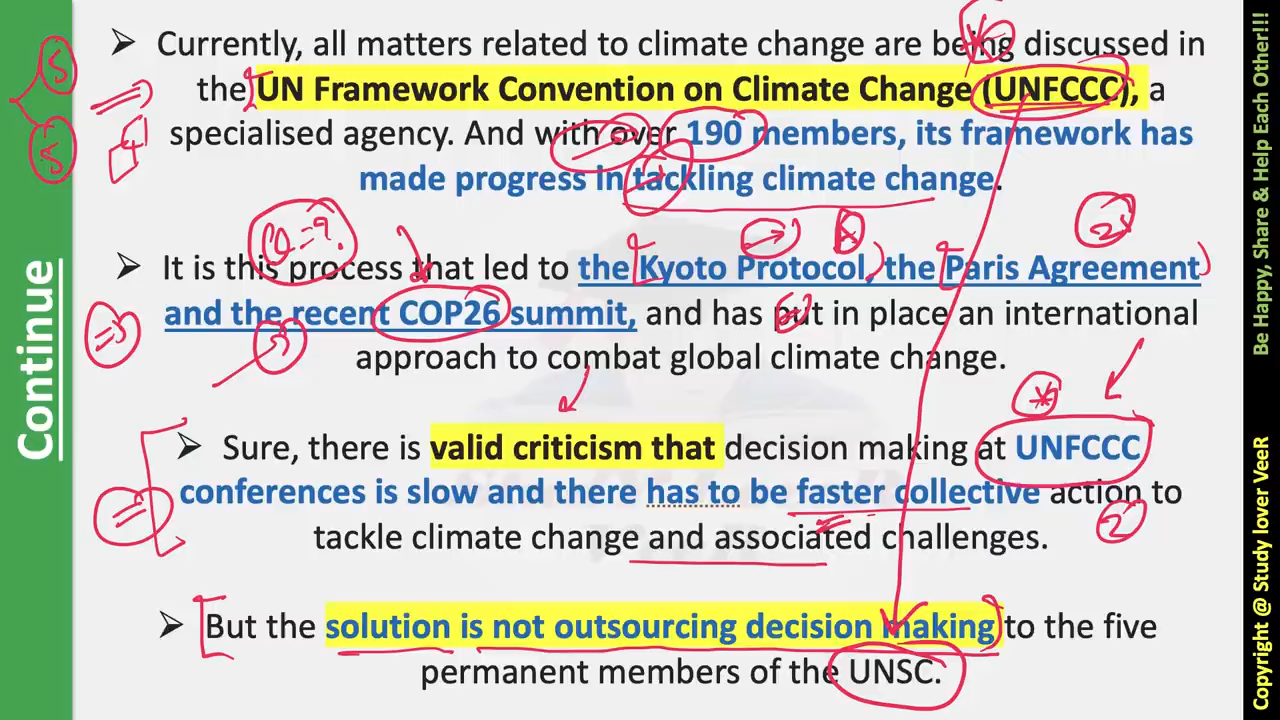 Continue
Currently, all matters related to climate change are being discussed in
the UN Framework Convention on Climate Change (UNFCCC), a
specialised agency. And with over 190 members, its framework has
made progress in tackling climate change.
It is this process that led to the Kyoto Protocol, the Paris Agreement
and the recent COP26 summit, and has put in place an international
approach to combat global climate change.
Sure, there is valid criticism that decision making at UNFCCC
conferences is slow and there has to be faster collective action to
tackle climate change and associated challenges.
But the solution is not outsourcing decision making to the five
permanent members of the UNSC.
Be Happy, Share & Help Each Other!!!
Copyright @ Study lover VeeR